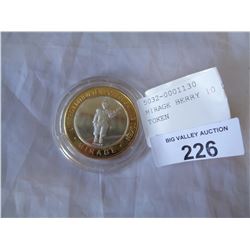 MIRAGE
5032-0001130
MIRAGE BERRY 10
TOKEN
BIG VALLEY AUCTION
226